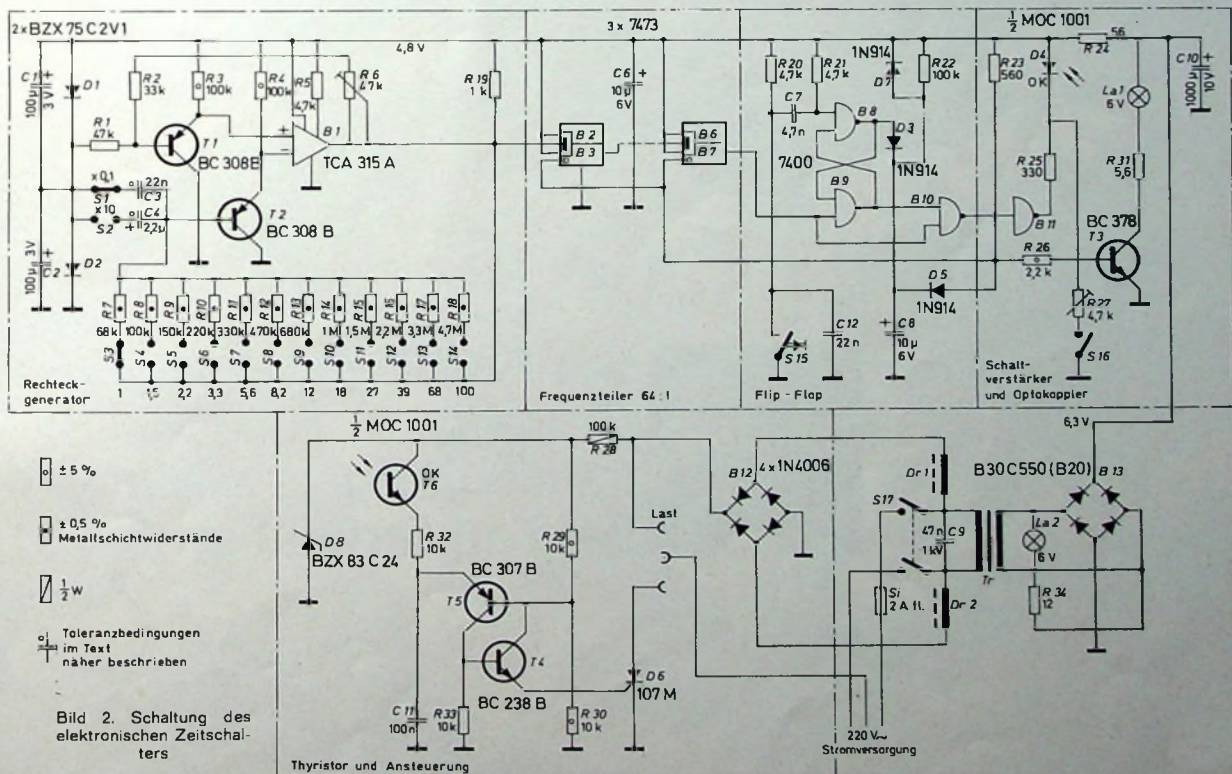 2xBZX 75 C2V1
4,8 V
3 x 7473
½ MOC 1001
C1
100µ
3V
+
D1
R2
33k
R3
100k
R4
100k
R5
4,7k
R6
4,7k
R19
1 k
C6
10µ
6V
+
R20
4,7k
R21
4,7k
1N914
D7
R22
100k
R23
560
D4
OK
56
R24
C10
1000µ
10V
+
La1
6V
R1
47k
T1
BC 308B
+
−
B1
TCA 315 A
B2
B3
B6
B7
C7
4,7n
B8
D3
1N914
7400
B9
B10
B11
R25
330
R31
5,6
x0,1
S1
22n
C3
x10
S2
C4
+
2,2µ
T2
BC 308 B
BC 378
T3
R26
2,2k
100µ
3V
C2
+
D2
D5
1N914
R27
4,7k
R7
R8
R9
R10
R11
R12
R13
R14
R15
R16
R17
R18
68k
100k
150k
220k
330k
470k
680k
1M
1,5M
2,2M
3,3M
4,7M
S3
S4
S5
S6
S7
S8
S9
S10
S11
S12
S13
S14
1
1,5
2,2
3,3
5,6
8,2
12
18
27
39
68
100
S15
C12
22n
+
C8
10µ
6V
S16
Rechteck-
generator
Frequenzteiler 64:1
Flip-Flop
Schalt-
verstärker
und Optokoppler
½ MOC 1001
OK
T6
100 k
R28
B12
4x1N4006
6,3V
Dr1
B30C550 (B20)
B13
± 5 %
± 0,5 %
Metallschichtwiderstände
½ W
Toleranzbedingungen
im Text
näher beschrieben
D8
BZX 83 C 24
R32
10k
BC 307 B
T5
R29
10k
Last
S17
47n
C9
1kV
Tr
La2
6V
Si
2 A fl.
Dr 2
R34
12
T4
BC 238 B
D6
107 M
C11
100n
R33
10k
R30
10k
220 V~
Stromversorgung
Thyristor und Ansteuerung
Bild 2. Schaltung des
elektronischen Zeitschal-
ters